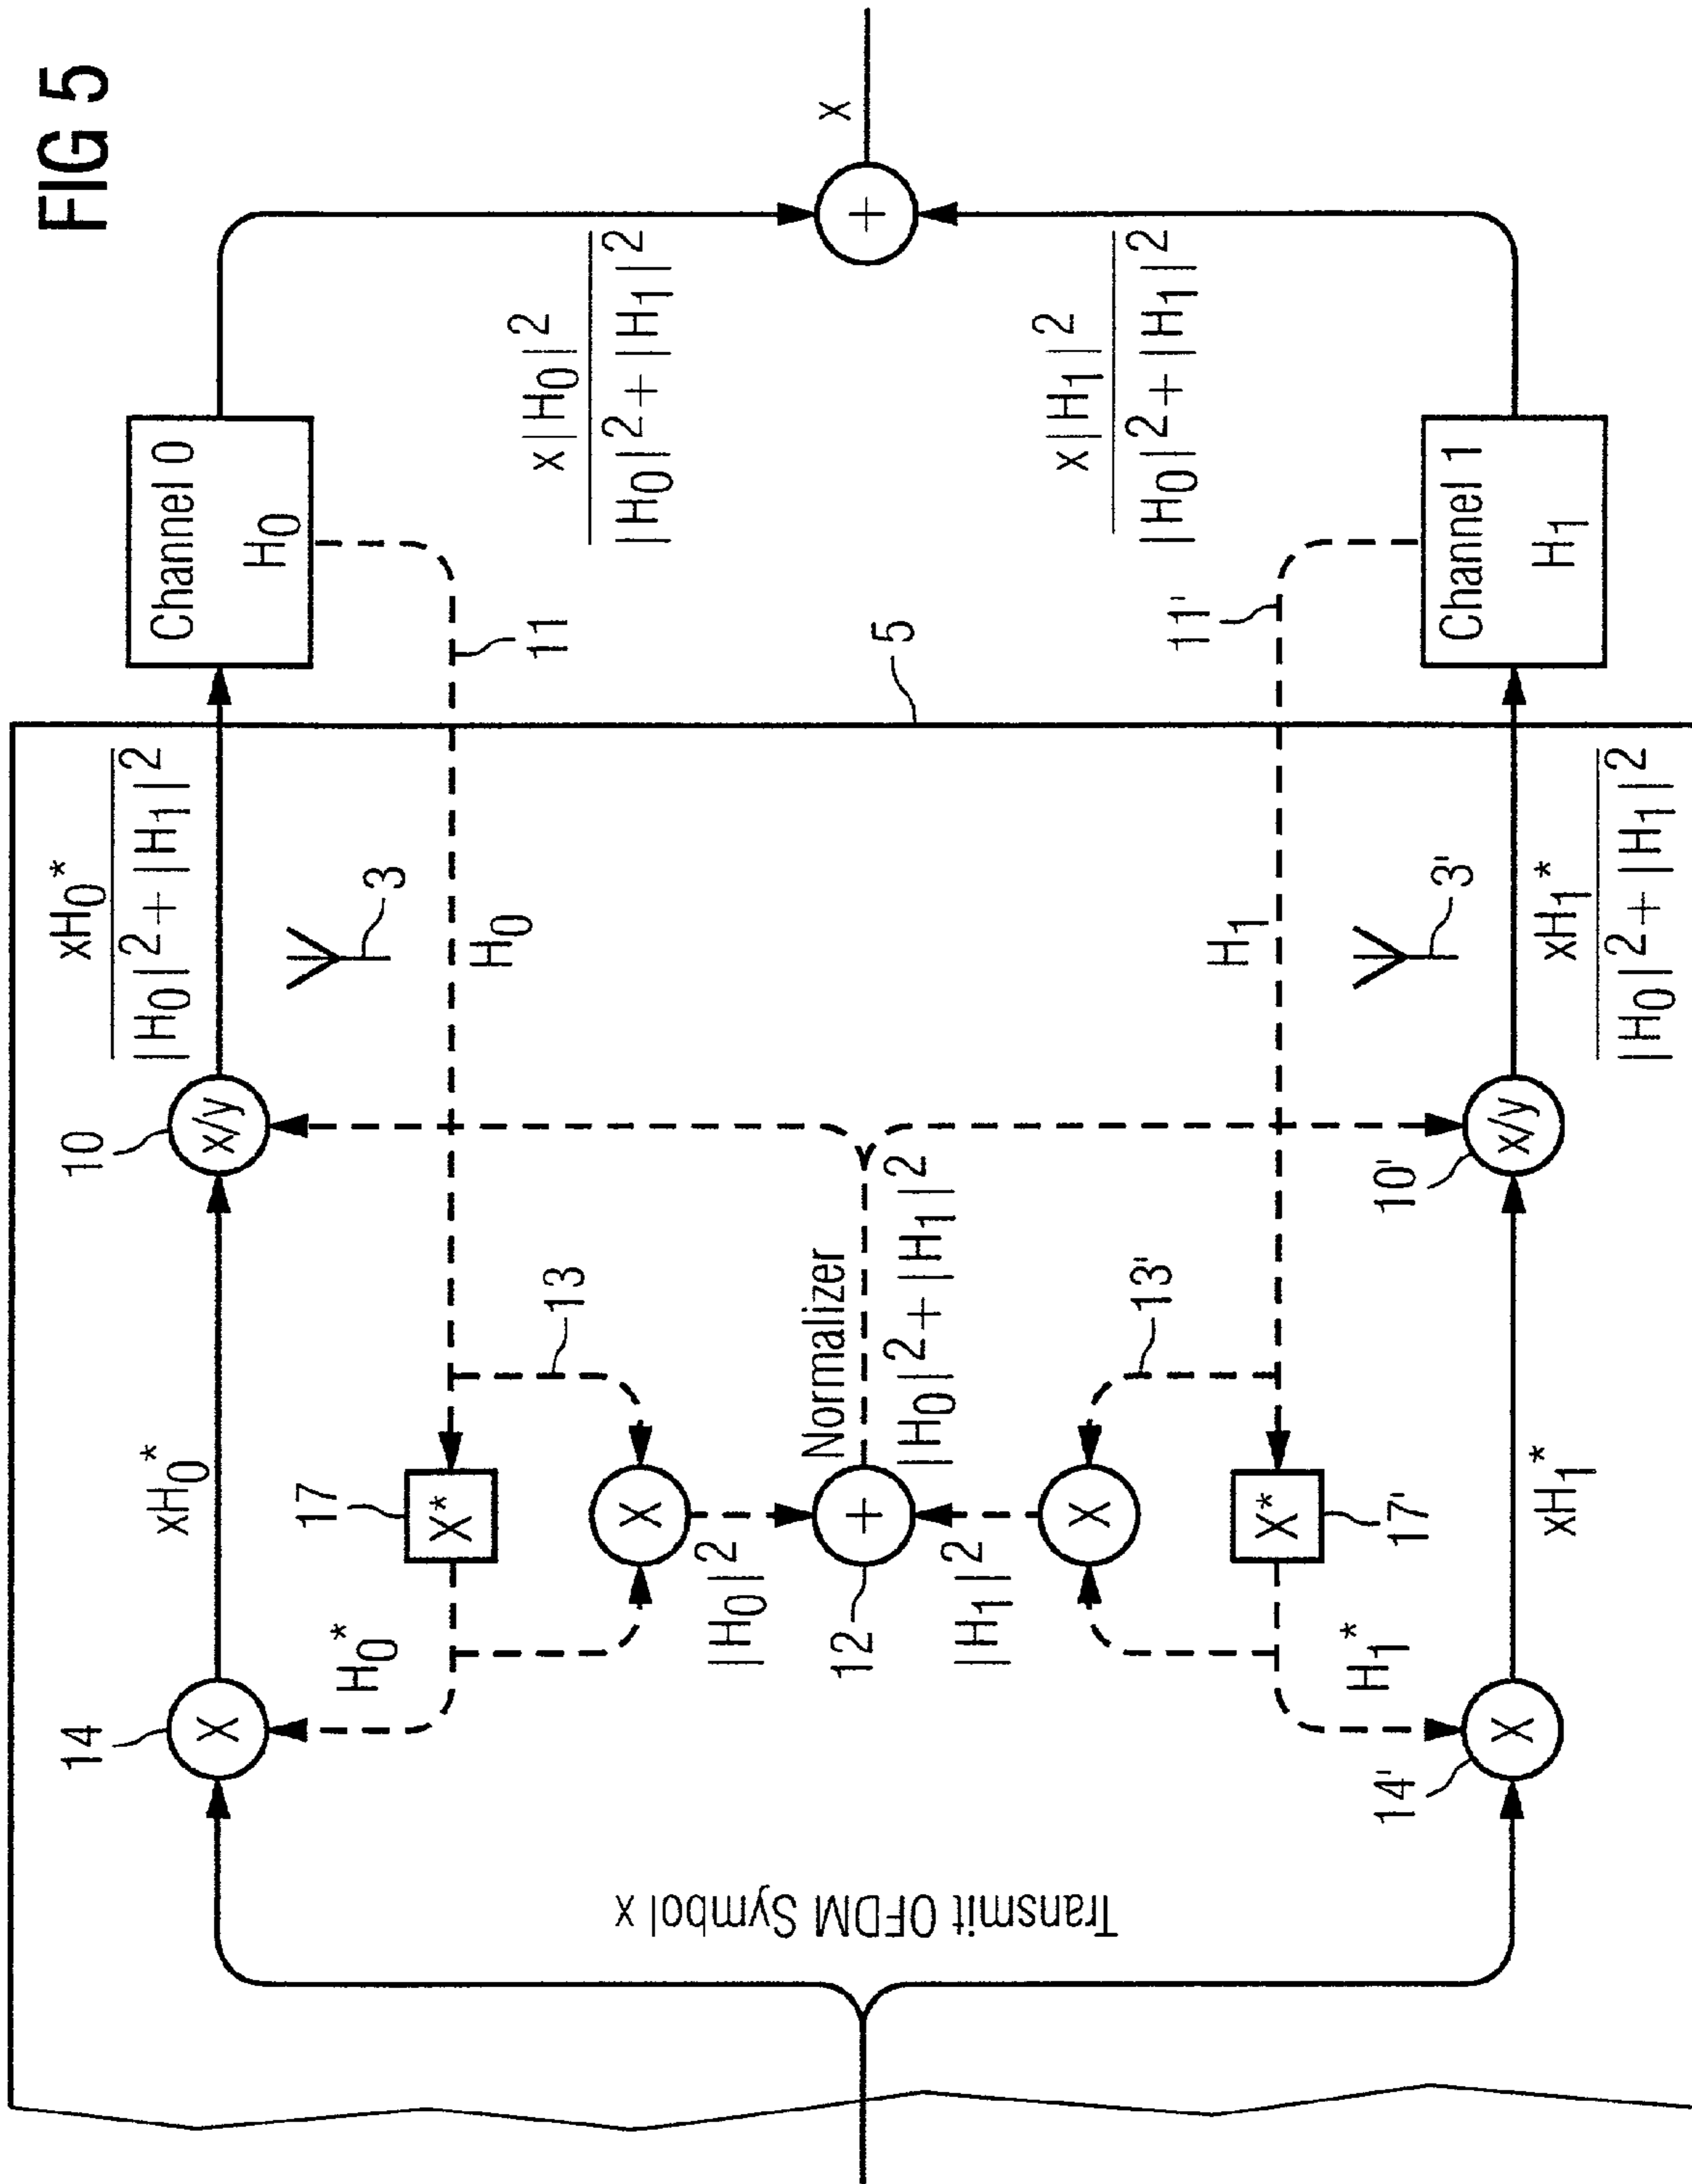 FIG 5
Transmit OFDM Symbol x
14
X
H₀*
xH₀*
17
X*
13
X
|H₀|²
10
x/y
xH₀*
|H₀|²+|H₁|²
3
H₀
Channel 0
H₀
11
x|H₀|²
|H₀|²+|H₁|²
12
+
Normalizer
|H₀|²+|H₁|²
5
+
x
|H₁|²
X
13'
H₁
11'
x|H₁|²
|H₀|²+|H₁|²
17'
X*
H₁*
14'
X
xH₁*
10'
x/y
3'
xH₁*
|H₀|²+|H₁|²
Channel 1
H₁